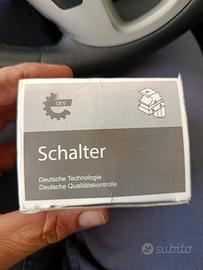 SKV
Schalter
Deutsche Technologie
Deutsche Qualitätskontrolle
subito